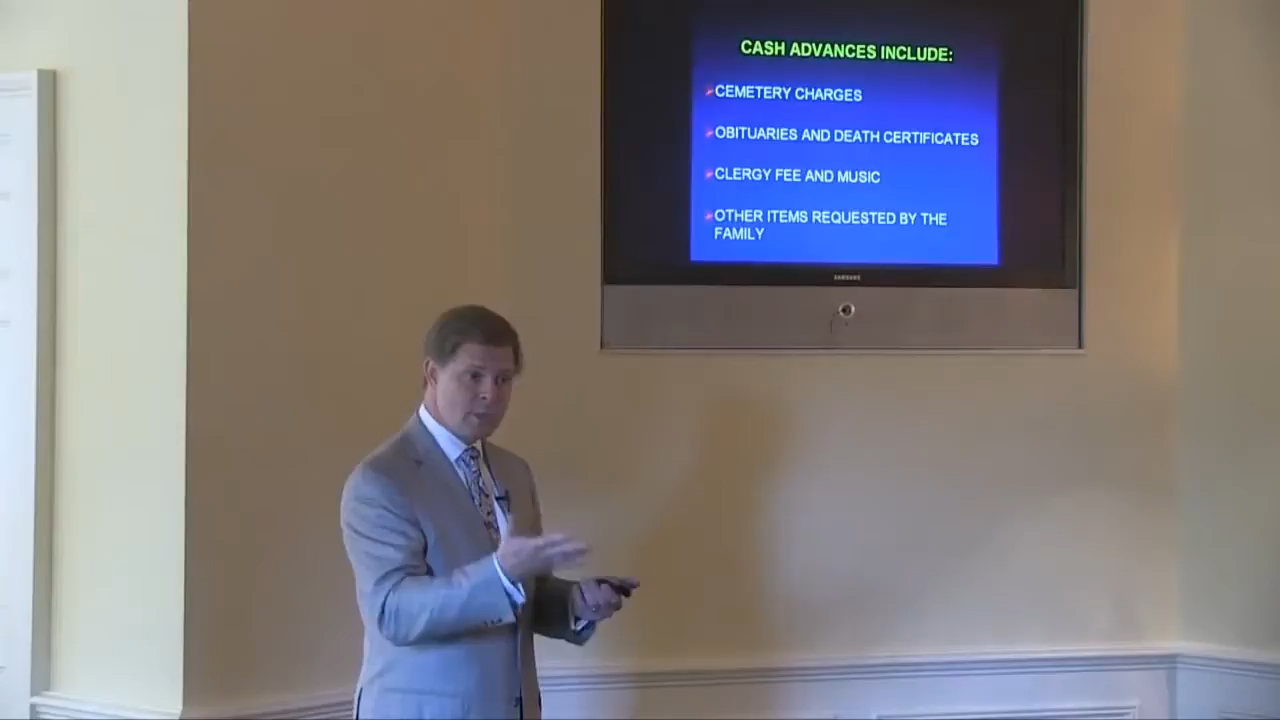 CASH ADVANCES INCLUDE:
CEMETERY CHARGES
OBITUARIES AND DEATH CERTIFICATES
CLERGY FEE AND MUSIC
OTHER ITEMS REQUESTED BY THE
FAMILY
SAMSUNG